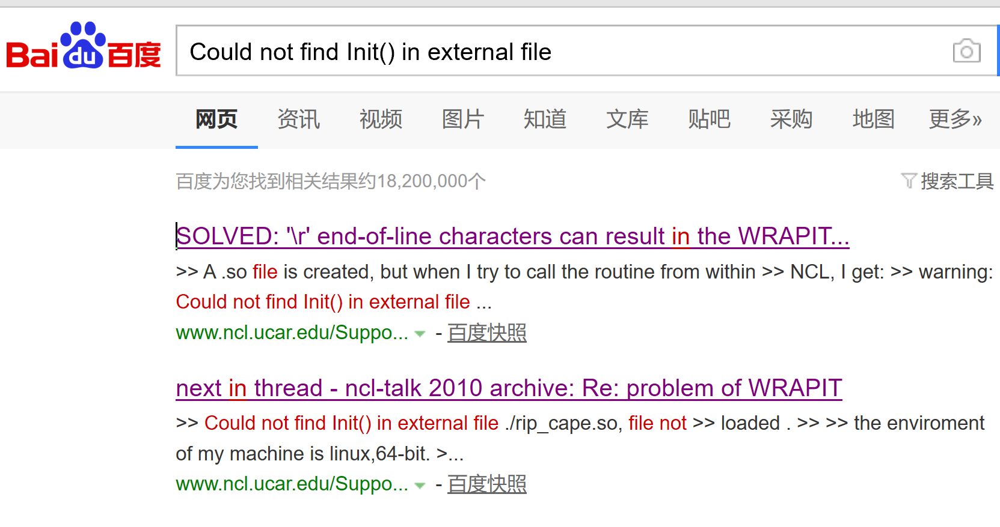 Bai du 百度
Could not find Init() in external file
网页 资讯 视频 图片 知道 文库 贴吧 采购 地图 更多»
百度为您找到相关结果约18,200,000个 搜索工具
SOLVED: '\r' end-of-line characters can result in the WRAPIT...
>> A .so file is created, but when I try to call the routine from within >> NCL, I get: >> warning:
Could not find Init() in external file ...
www.ncl.ucar.edu/Suppo... - 百度快照
next in thread - ncl-talk 2010 archive: Re: problem of WRAPIT
>> Could not find Init() in external file ./rip_cape.so, file not >> loaded . >> >> the enviroment
of my machine is linux,64-bit. >...
www.ncl.ucar.edu/Suppo... - 百度快照